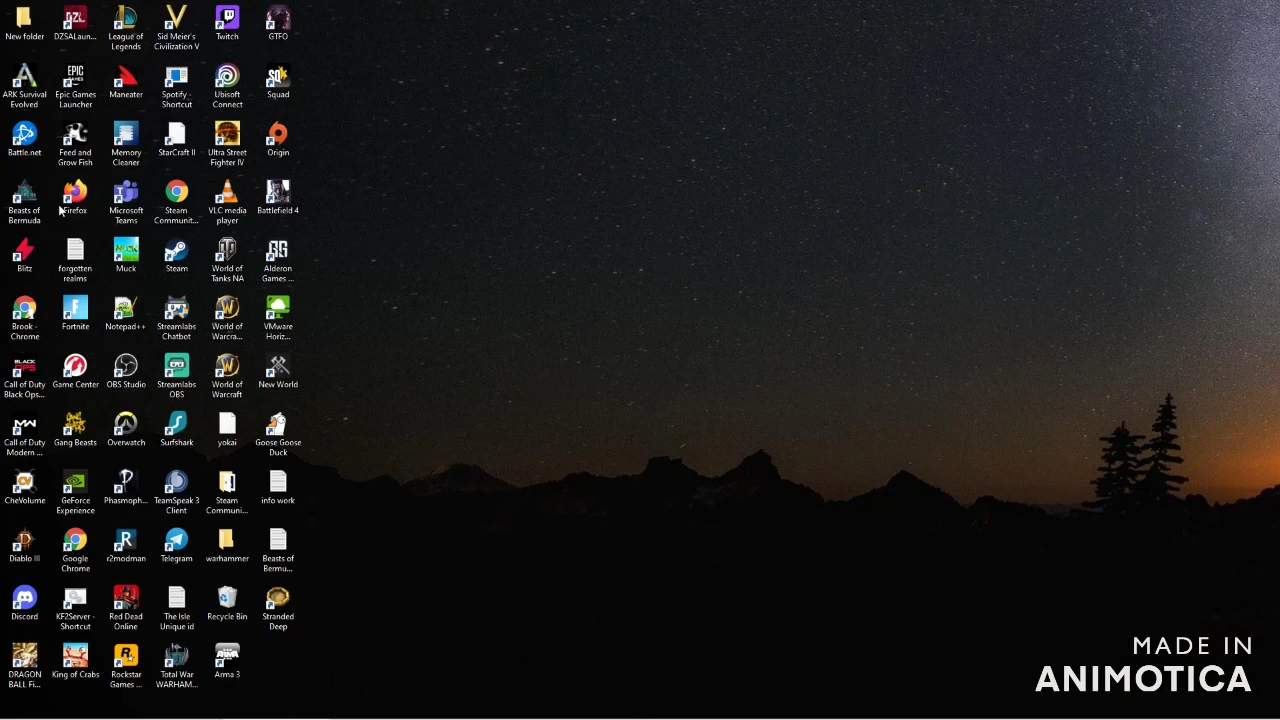 New folder
DZSALaun...
League of
Legends
Sid Meier's
Civilization V
Twitch
GTFO
ARK Survival
Evolved
EPIC
GAMES
Epic Games
Launcher
Maneater
Spotify -
Shortcut
Ubisoft
Connect
Squad
Battle.net
Feed and
Grow Fish
Memory
Cleaner
StarCraft II
Ultra Street
Fighter IV
Origin
Beasts of
Bermuda
Firefox
Microsoft
Teams
Steam
Communit...
VLC media
player
Battlefield 4
Blitz
forgotten
realms
Muck
Steam
World of
Tanks NA
Alderon
Games ...
Brook -
Chrome
Fortnite
Notepad++
Streamlabs
Chatbot
World of
Warcra...
VMware
Horiz...
Call of Duty
Black Ops...
Game Center
OBS Studio
Streamlabs
OBS
World of
Warcraft
New World
Call of Duty
Modern ...
Gang Beasts
Overwatch
Surfshark
yokai
Goose Goose
Duck
CheVolume
GeForce
Experience
Phasmoph...
TeamSpeak 3
Client
Steam
Communi...
info work
Diablo III
Google
Chrome
r2modman
Telegram
warhammer
Beasts of
Bermu...
Discord
KF2Server -
Shortcut
Red Dead
Online
The Isle
Unique id
Recycle Bin
Stranded
Deep
DRAGON
BALL Fi...
King of Crabs
Rockstar
Games ...
Total War
WARHAM...
Arma 3
MADE IN
ANIMOTICA